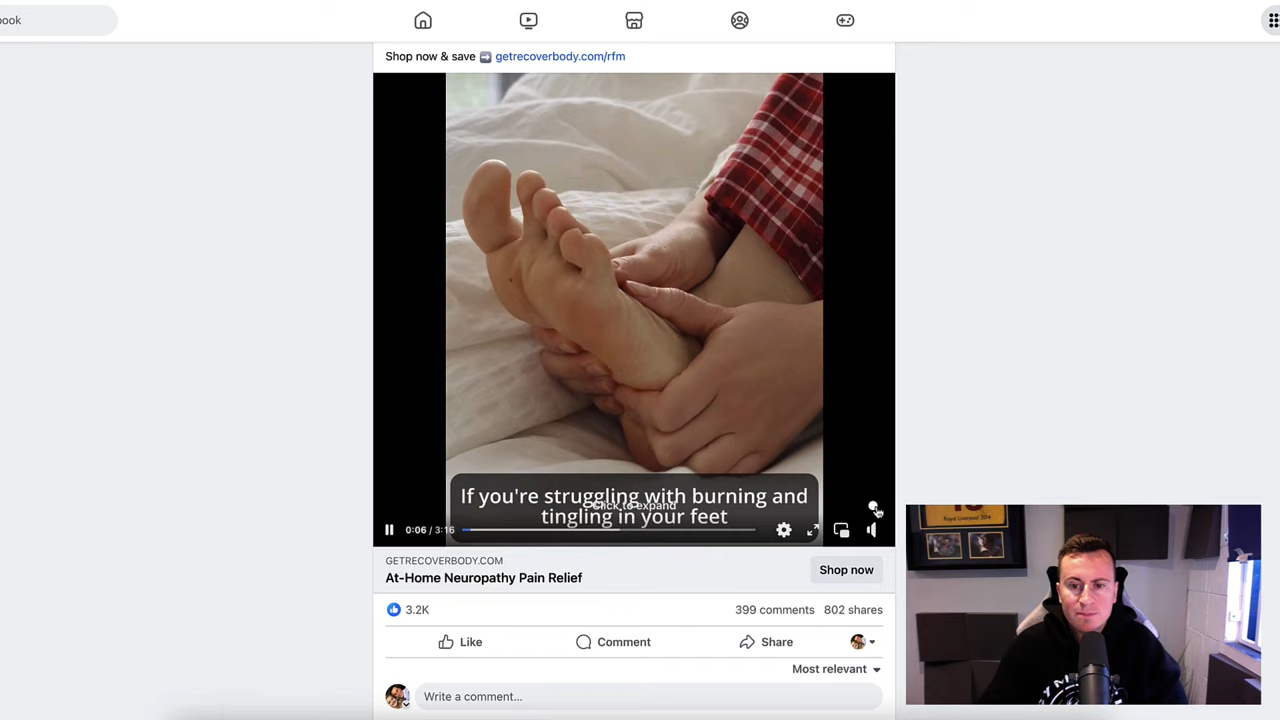 book
Shop now & save ➡️ getrecoverbody.com/rfm
If you're struggling with burning and
Click to expand
tingling in your feet
0:06 / 3:16
GETRECOVERBODY.COM
At-Home Neuropathy Pain Relief
Shop now
3.2K
399 comments 802 shares
Like
Comment
Share
Most relevant
Write a comment...